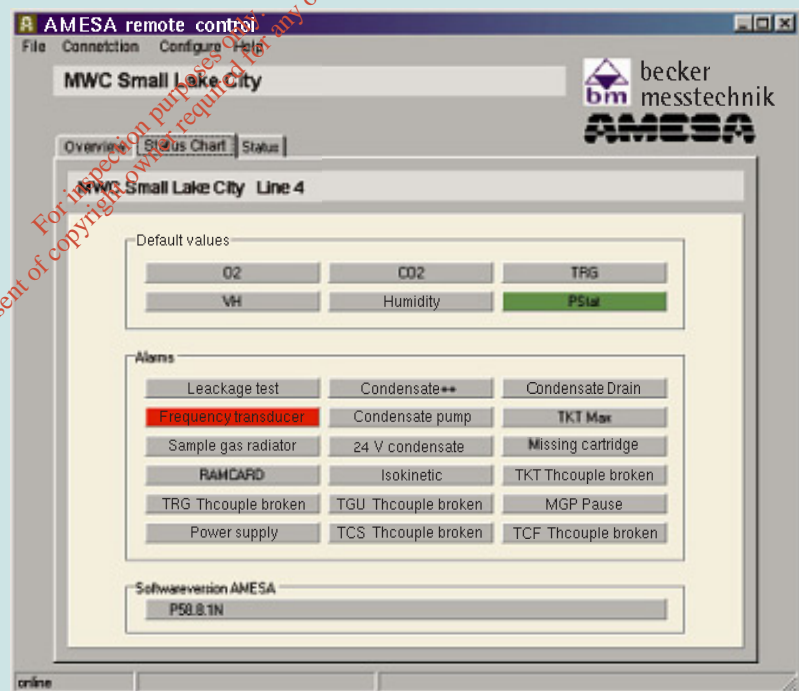 AMESA remote control
File Connetction Configure Help
MWC Small Lake City
becker
bm messtechnik
AMESA
Overview Status Chart Status
MWC Small Lake City Line 4
Default values
O2 CO2 TRG
VH Humidity PStat
Alarms
Leackage test Condensate++ Condensate Drain
Frequency transducer Condensate pump TKT Max
Sample gas radiator 24 V condensate Missing cartridge
RAMCARD Isokinetic TKT Thcouple broken
TRG Thcouple broken TGU Thcouple broken MGP Pause
Power supply TCS Thcouple broken TCF Thcouple broken
Softwareversion AMESA
P58.8.1N
online
For inspection purposes only.
sent of copyright owner required for any o